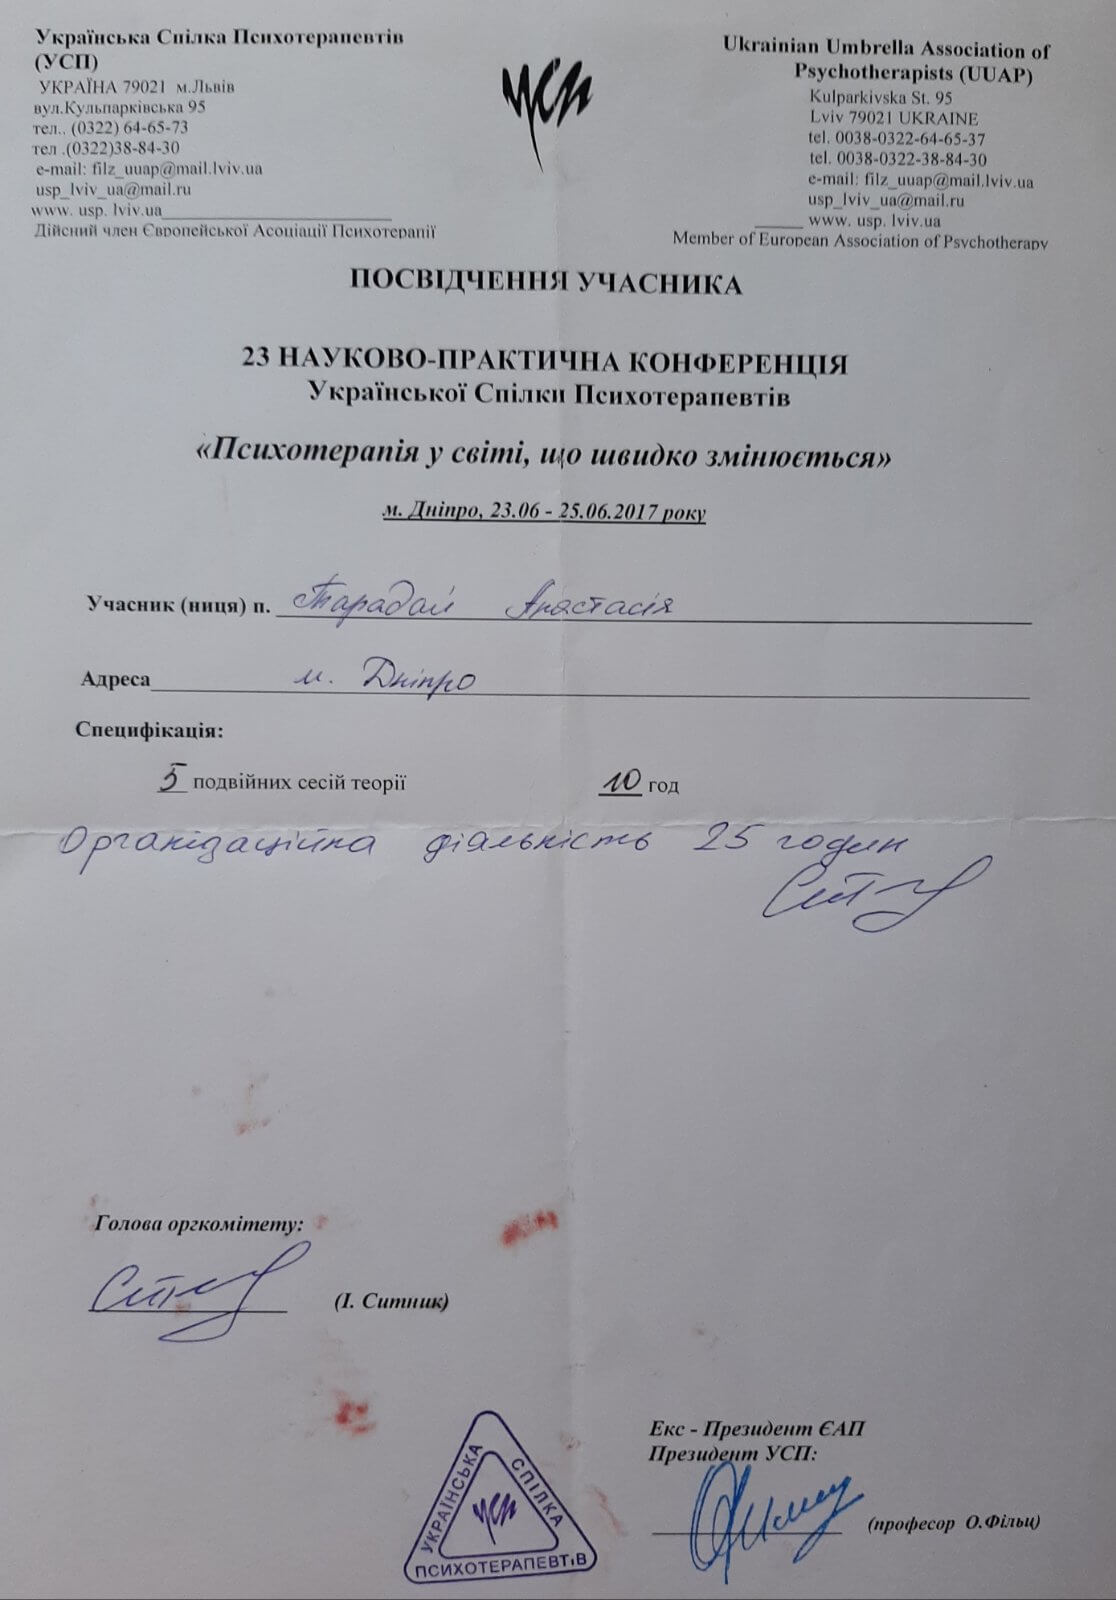 Українська Спілка Психотерапевтів
(УСП)
УКРАЇНА 79021 м.Львів
вул.Кульпарківська 95
тел.. (0322) 64-65-73
тел .(0322)38-84-30
e-mail: filz_uuap@mail.lviv.ua
usp_lviv_ua@mail.ru
www. usp. lviv.ua
Дійсний член Європейської Асоціації Психотерапії
усп
Ukrainian Umbrella Association of
Psychotherapists (UUAP)
Kulparkivska St. 95
Lviv 79021 UKRAINE
tel. 0038-0322-64-65-37
tel. 0038-0322-38-84-30
e-mail: filz_uuap@mail.lviv.ua
usp_lviv_ua@mail.ru
www. usp. lviv.ua
Member of European Association of Psychotherapy
ПОСВІДЧЕННЯ УЧАСНИКА
23 НАУКОВО-ПРАКТИЧНА КОНФЕРЕНЦІЯ
Української Спілки Психотерапевтів
«Психотерапія у світі, що швидко змінюється»
м. Дніпро, 23.06 - 25.06.2017 року
Учасник (ниця) п. Тарадай Анастасія
Адреса м. Дніпро
Специфікація:
5 подвійних сесій теорії 10 год
Організаційна діяльність 25 годин
Голова оргкомітету:
(І. Ситник)
Екс - Президент ЄАП
Президент УСП:
(професор О.Фільц)
УКРАЇНСЬКА СПІЛКА ПСИХОТЕРАПЕВТІВ
усп